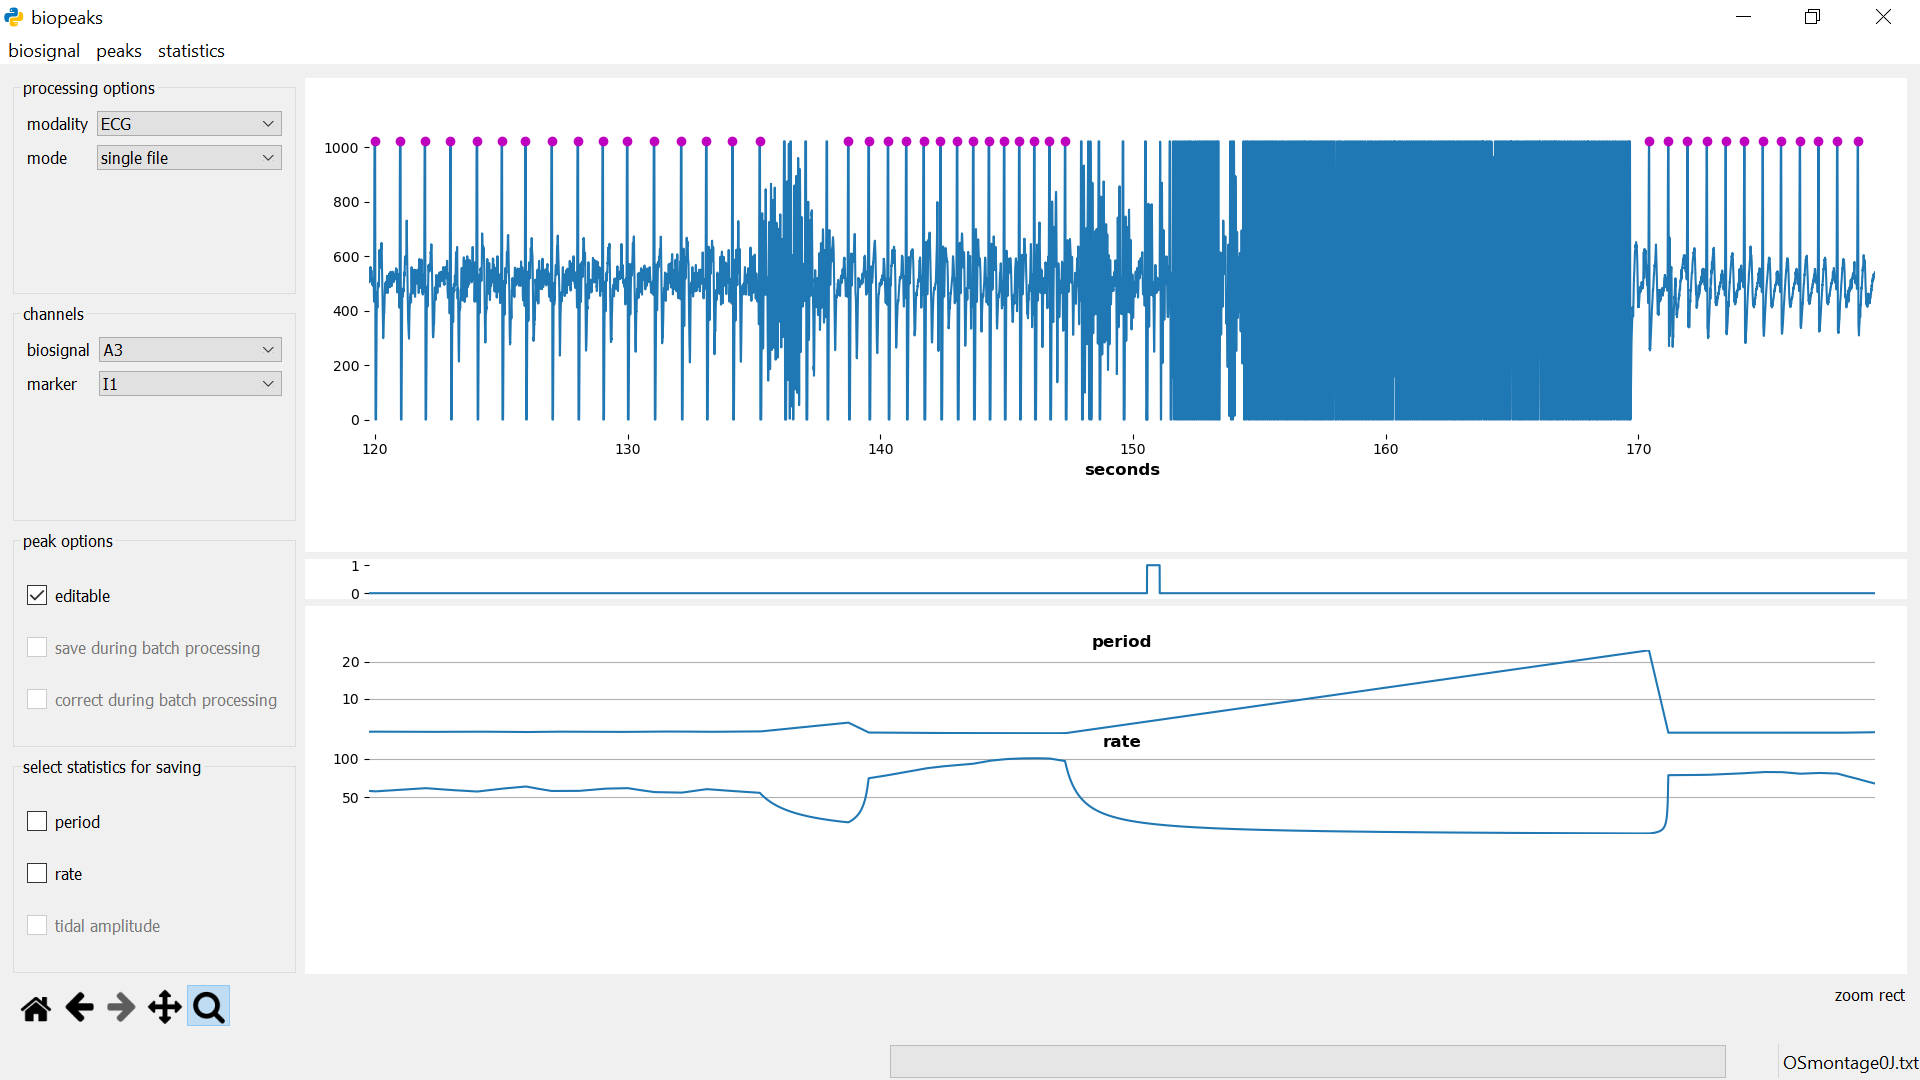 biopeaks
biosignal peaks statistics
processing options
modality ECG
mode single file
channels
biosignal A3
marker I1
peak options
editable
save during batch processing
correct during batch processing
select statistics for saving
period
rate
tidal amplitude
1000
800
600
400
200
0
120 130 140 150 160 170
seconds
1
0
period
20
10
rate
100
50
zoom rect
OSmontage0J.txt